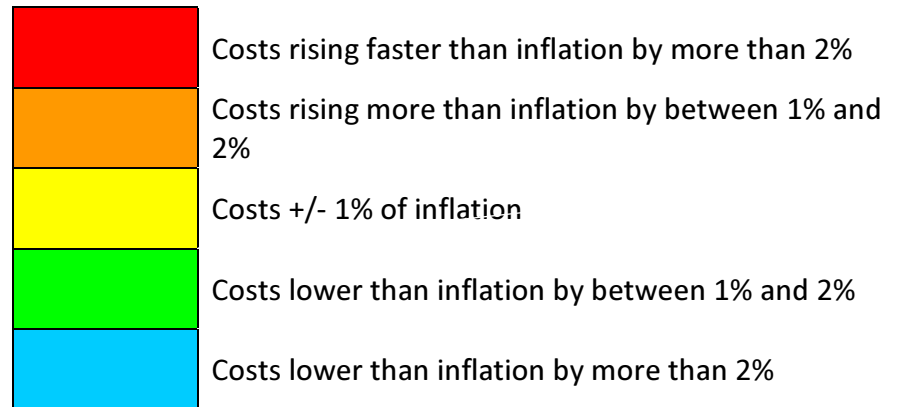 Costs rising faster than inflation by more than 2%
Costs rising more than inflation by between 1% and
2%
Costs +/- 1% of inflation
Costs lower than inflation by between 1% and 2%
Costs lower than inflation by more than 2%